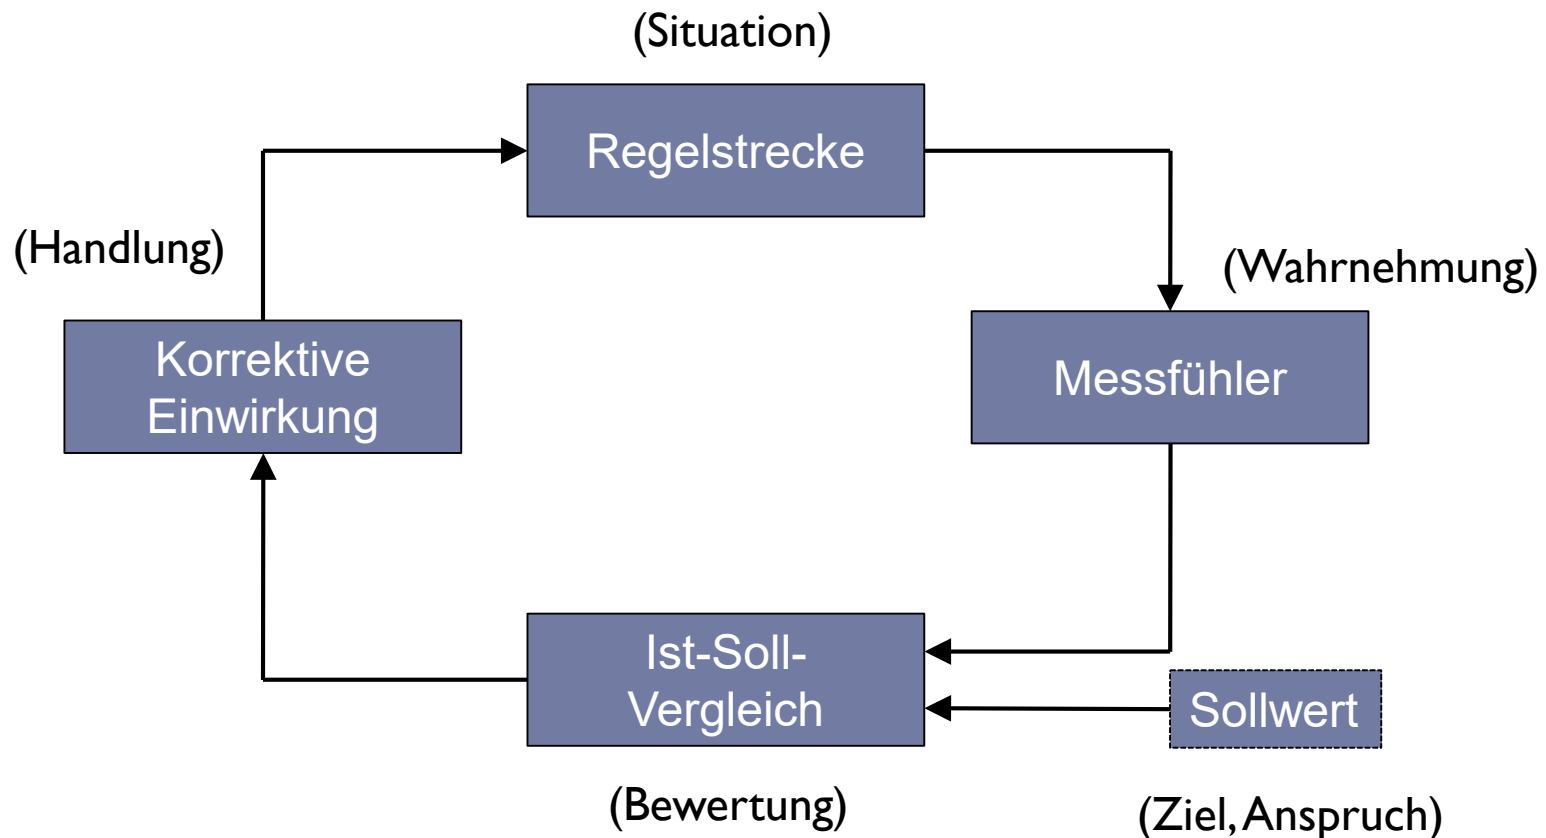 (Situation)
Regelstrecke
(Handlung)
(Wahrnehmung)
Korrektive
Einwirkung
Messfühler
Ist-Soll-
Vergleich
Sollwert
(Bewertung)
(Ziel, Anspruch)